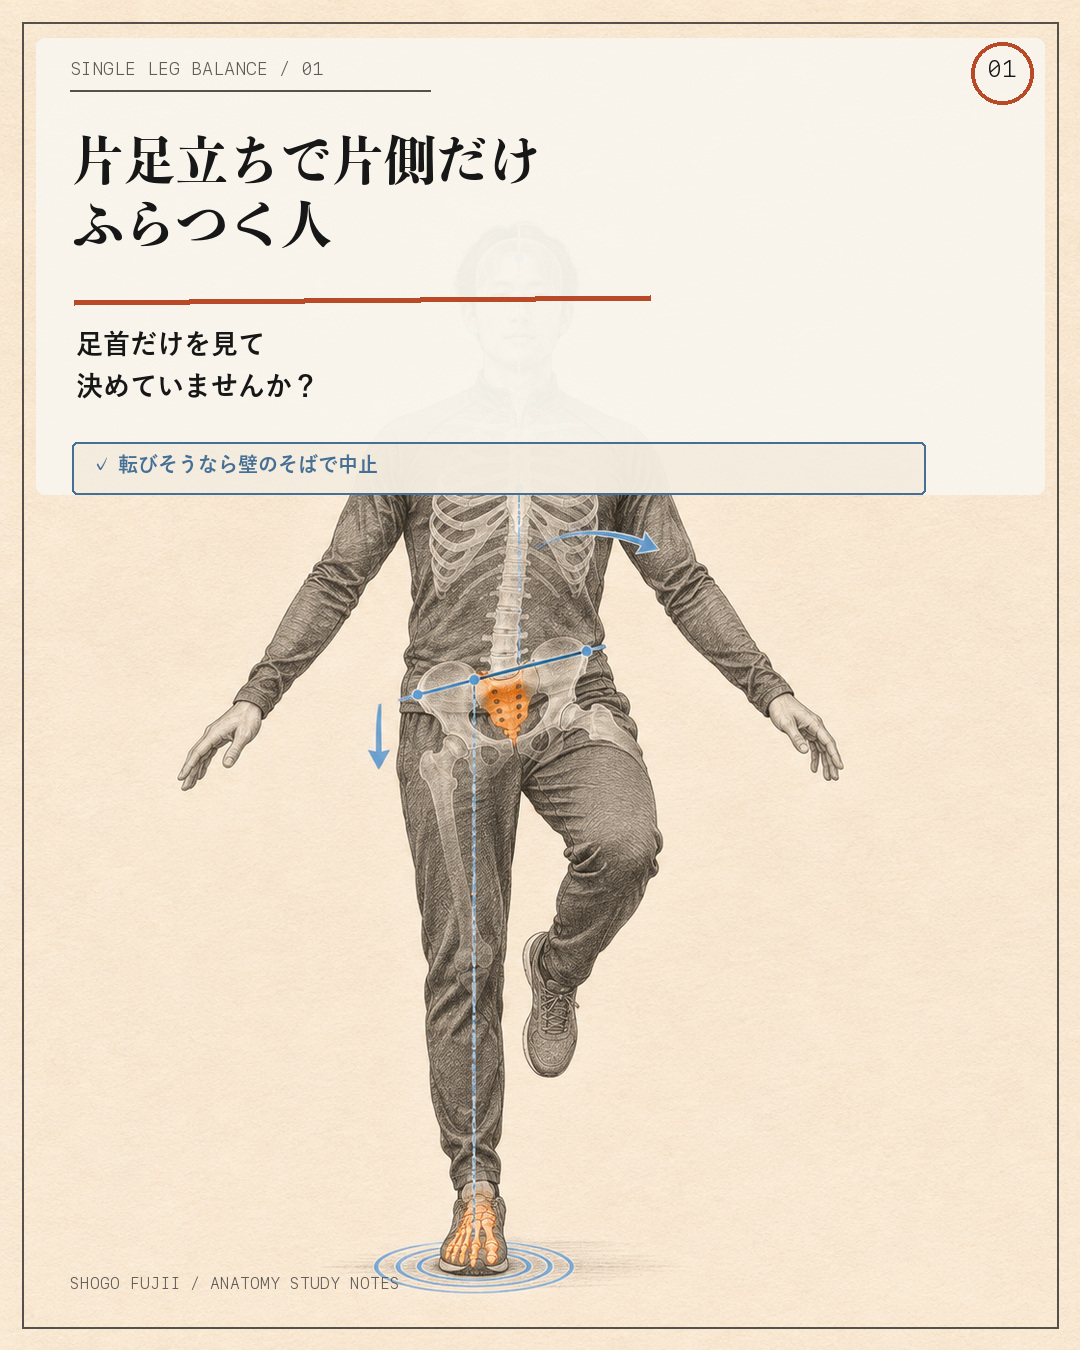 SINGLE LEG BALANCE / 01
01
片足立ちで片側だけ
ふらつく人
足首だけを見て
決めていませんか？
✓ 転びそうなら壁のそばで中止
SHOGO FUJII / ANATOMY STUDY NOTES